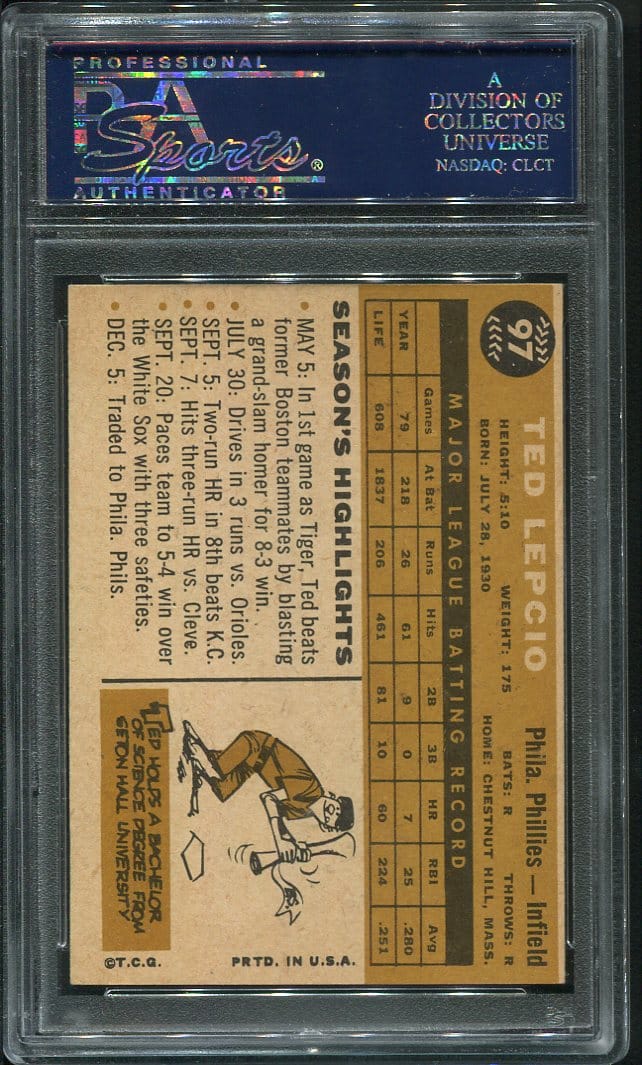 PROFESSIONAL
PSA
Sports®
AUTHENTICATOR
A
DIVISION OF
COLLECTORS
UNIVERSE
NASDAQ: CLCT
97
TED LEPCIO
Phila. Phillies — Infield
HEIGHT: 5:10 WEIGHT: 175 BATS: R THROWS: R
BORN: JULY 28, 1930 HOME: CHESTNUT HILL, MASS.
MAJOR LEAGUE BATTING RECORD
Games At Bat Runs Hits 2B 3B HR RBI Avg
YEAR 79 218 26 61 9 0 7 25 .280
LIFE 608 1837 206 461 81 10 60 224 .251
SEASON'S HIGHLIGHTS
• MAY 5: In 1st game as Tiger, Ted beats
former Boston teammates by blasting
a grand-slam homer for 8-3 win.
• JULY 30: Drives in 3 runs vs. Orioles.
• SEPT. 5: Two-run HR in 8th beats K.C.
• SEPT. 7: Hits three-run HR vs. Cleve.
• SEPT. 20: Paces team to 5-4 win over
the White Sox with three safeties.
• DEC. 5: Traded to Phila. Phils.
B.S.
TED HOLDS A BACHELOR
OF SCIENCE DEGREE FROM
SETON HALL UNIVERSITY
©T.C.G. PRTD. IN U.S.A.